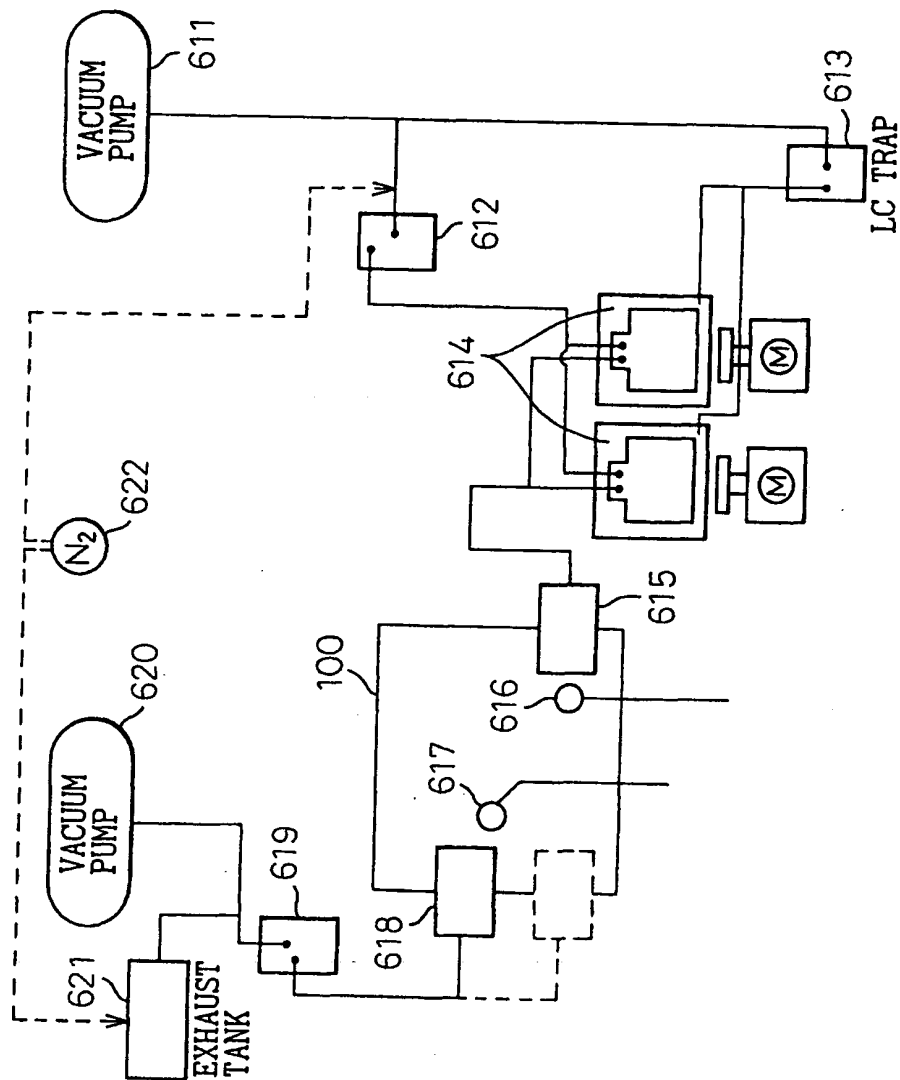 VACUUM
PUMP
611
612
613
LC TRAP
614
M
M
N2
622
615
616
617
100
VACUUM
PUMP
620
619
618
621
EXHAUST
TANK